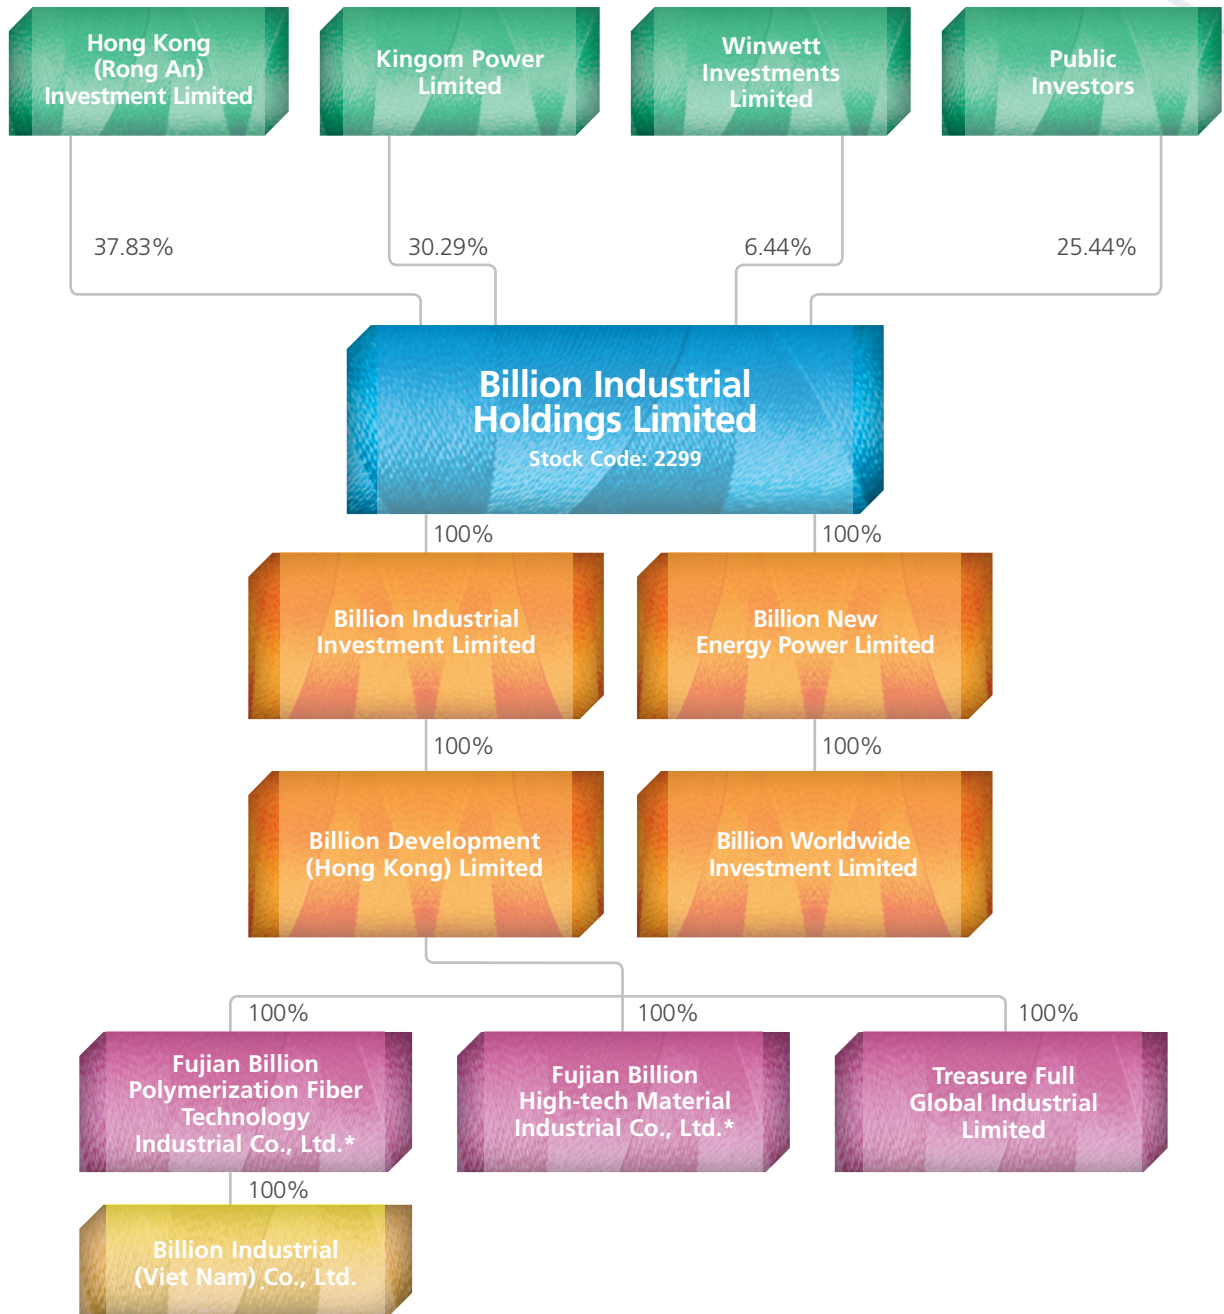 Hong Kong
(Rong An)
Investment Limited
Kingom Power
Limited
Winwett
Investments
Limited
Public
Investors
37.83%
30.29%
6.44%
25.44%
Billion Industrial
Holdings Limited
Stock Code: 2299
100%
100%
Billion Industrial
Investment Limited
Billion New
Energy Power Limited
100%
100%
Billion Development
(Hong Kong) Limited
Billion Worldwide
Investment Limited
100%
100%
100%
Fujian Billion
Polymerization Fiber
Technology
Industrial Co., Ltd.*
Fujian Billion
High-tech Material
Industrial Co., Ltd.*
Treasure Full
Global Industrial
Limited
100%
Billion Industrial
(Viet Nam) Co., Ltd.